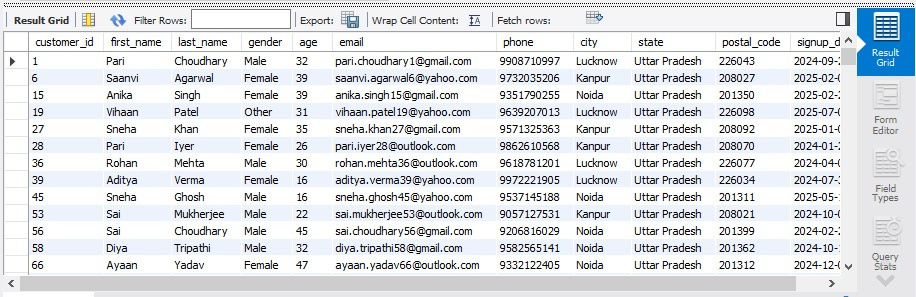 Result Grid Filter Rows: Export: Wrap Cell Content: IA Fetch rows:
customer_id first_name last_name gender age email phone city state postal_code signup_d
1 Pari Choudhary Male 32 pari.choudhary1@gmail.com 9908710997 Lucknow Uttar Pradesh 226043 2024-09-2
6 Saanvi Agarwal Female 39 saanvi.agarwal6@yahoo.com 9732035206 Kanpur Uttar Pradesh 208027 2025-02-0
15 Anika Singh Female 39 anika.singh15@gmail.com 9351790255 Noida Uttar Pradesh 201350 2025-02-0
19 Vihaan Patel Other 31 vihaan.patel19@yahoo.com 9639207013 Lucknow Uttar Pradesh 226098 2025-07-0
27 Sneha Khan Female 35 sneha.khan27@gmail.com 9571325363 Kanpur Uttar Pradesh 208092 2025-01-0
28 Pari Iyer Female 26 pari.iyer28@outlook.com 9862610568 Kanpur Uttar Pradesh 208070 2024-01-0
36 Rohan Mehta Male 30 rohan.mehta36@outlook.com 9618781201 Lucknow Uttar Pradesh 226077 2024-04-0
39 Aditya Verma Female 16 aditya.verma39@yahoo.com 9972221905 Lucknow Uttar Pradesh 226034 2024-07-
45 Sneha Ghosh Male 16 sneha.ghosh45@yahoo.com 9537145188 Noida Uttar Pradesh 201311 2025-05-
53 Sai Mukherjee Male 22 sai.mukherjee53@outlook.com 9057127531 Kanpur Uttar Pradesh 208021 2024-10-0
56 Sai Choudhary Male 45 sai.choudhary56@gmail.com 9206816029 Noida Uttar Pradesh 201399 2024-02-0
58 Diya Tripathi Male 32 diya.tripathi58@gmail.com 9582565141 Noida Uttar Pradesh 201362 2024-10-
66 Ayaan Yadav Female 47 ayaan.yadav66@outlook.com 9332122405 Noida Uttar Pradesh 201312 2024-12-0
Result
Grid
Form
Editor
Field
Types
Query
Stats